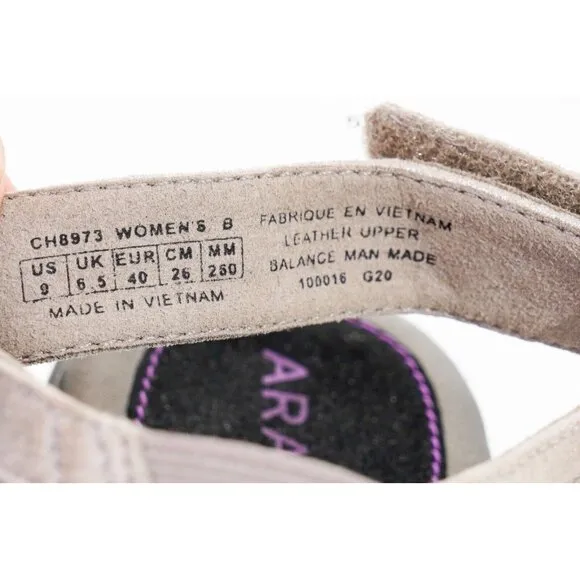 CH8973 WOMEN'S B
US UK EUR CM MM
9 6.5 40 26 260
MADE IN VIETNAM
FABRIQUE EN VIETNAM
LEATHER UPPER
BALANCE MAN MADE
100016 G20
ARA